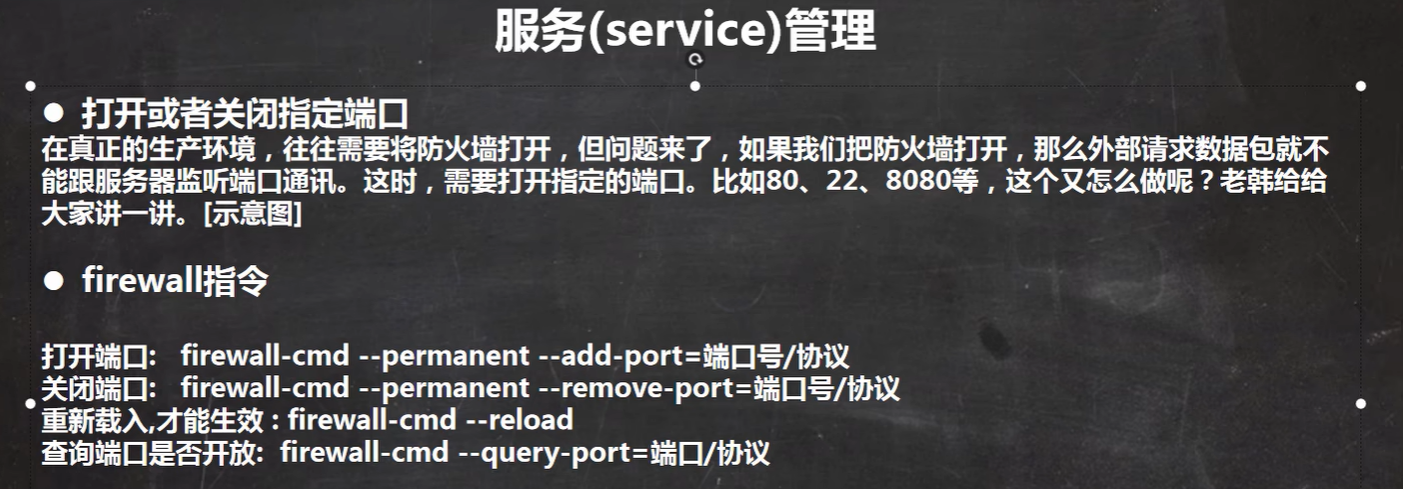 服务(service)管理
● 打开或者关闭指定端口
在真正的生产环境，往往需要将防火墙打开，但问题来了，如果我们把防火墙打开，那么外部请求数据包就不
能跟服务器监听端口通讯。这时，需要打开指定的端口。比如80、22、8080等，这个又怎么做呢？老韩给给
大家讲一讲。[示意图]
● firewall指令
打开端口: firewall-cmd --permanent --add-port=端口号/协议
关闭端口: firewall-cmd --permanent --remove-port=端口号/协议
重新载入,才能生效 : firewall-cmd --reload
查询端口是否开放: firewall-cmd --query-port=端口/协议